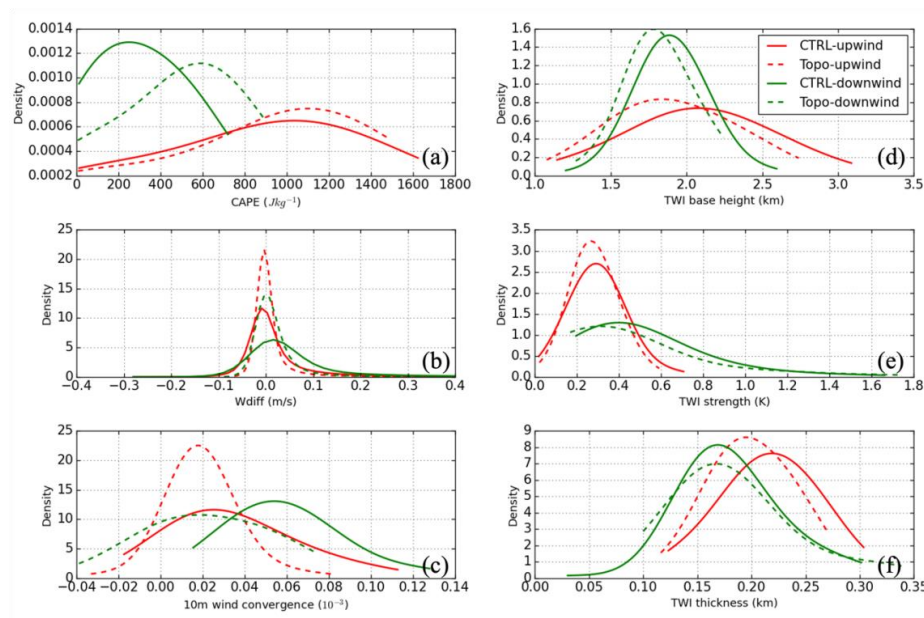 0.0014
0.0012
0.0010
0.0008
0.0006
0.0004
0.0002
Density
0 200 400 600 800 1000 1200 1400 1600 1800
CAPE (Jkg⁻¹)
(a)
1.6
1.4
1.2
1.0
0.8
0.6
0.4
0.2
0.0
Density
1.0 1.5 2.0 2.5 3.0 3.5
TWI base height (km)
CTRL-upwind
Topo-upwind
CTRL-downwind
Topo-downwind
(d)
25
20
15
10
5
0
Density
−0.4 −0.3 −0.2 −0.1 0.0 0.1 0.2 0.3 0.4
Wdiff (m/s)
(b)
3.5
3.0
2.5
2.0
1.5
1.0
0.5
0.0
Density
0.0 0.2 0.4 0.6 0.8 1.0 1.2 1.4 1.6 1.8
TWI strength (K)
(e)
25
20
15
10
5
0
Density
−0.04 −0.02 0.00 0.02 0.04 0.06 0.08 0.10 0.12 0.14
10m wind convergence (10⁻³)
(c)
9
8
7
6
5
4
3
2
1
0
Density
0.00 0.05 0.10 0.15 0.20 0.25 0.30 0.35
TWI thickness (km)
(f)